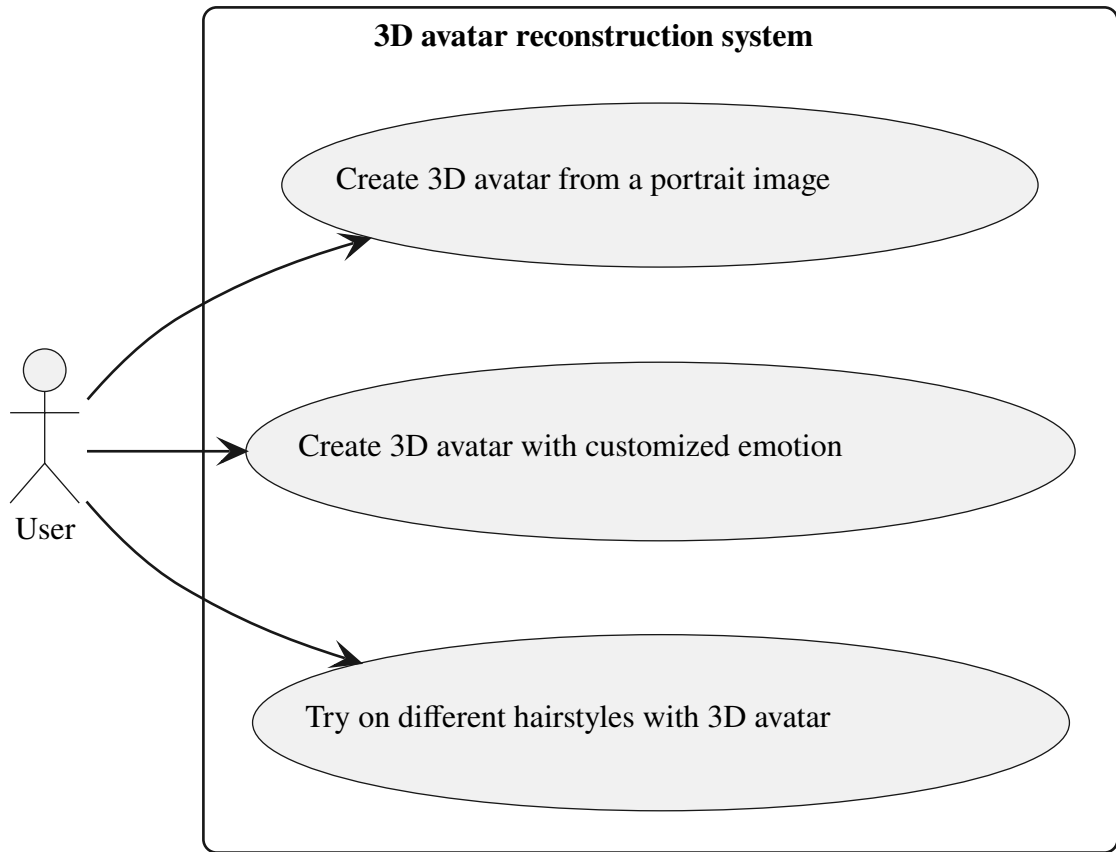 3D avatar reconstruction system
Create 3D avatar from a portrait image
Create 3D avatar with customized emotion
User
Try on different hairstyles with 3D avatar